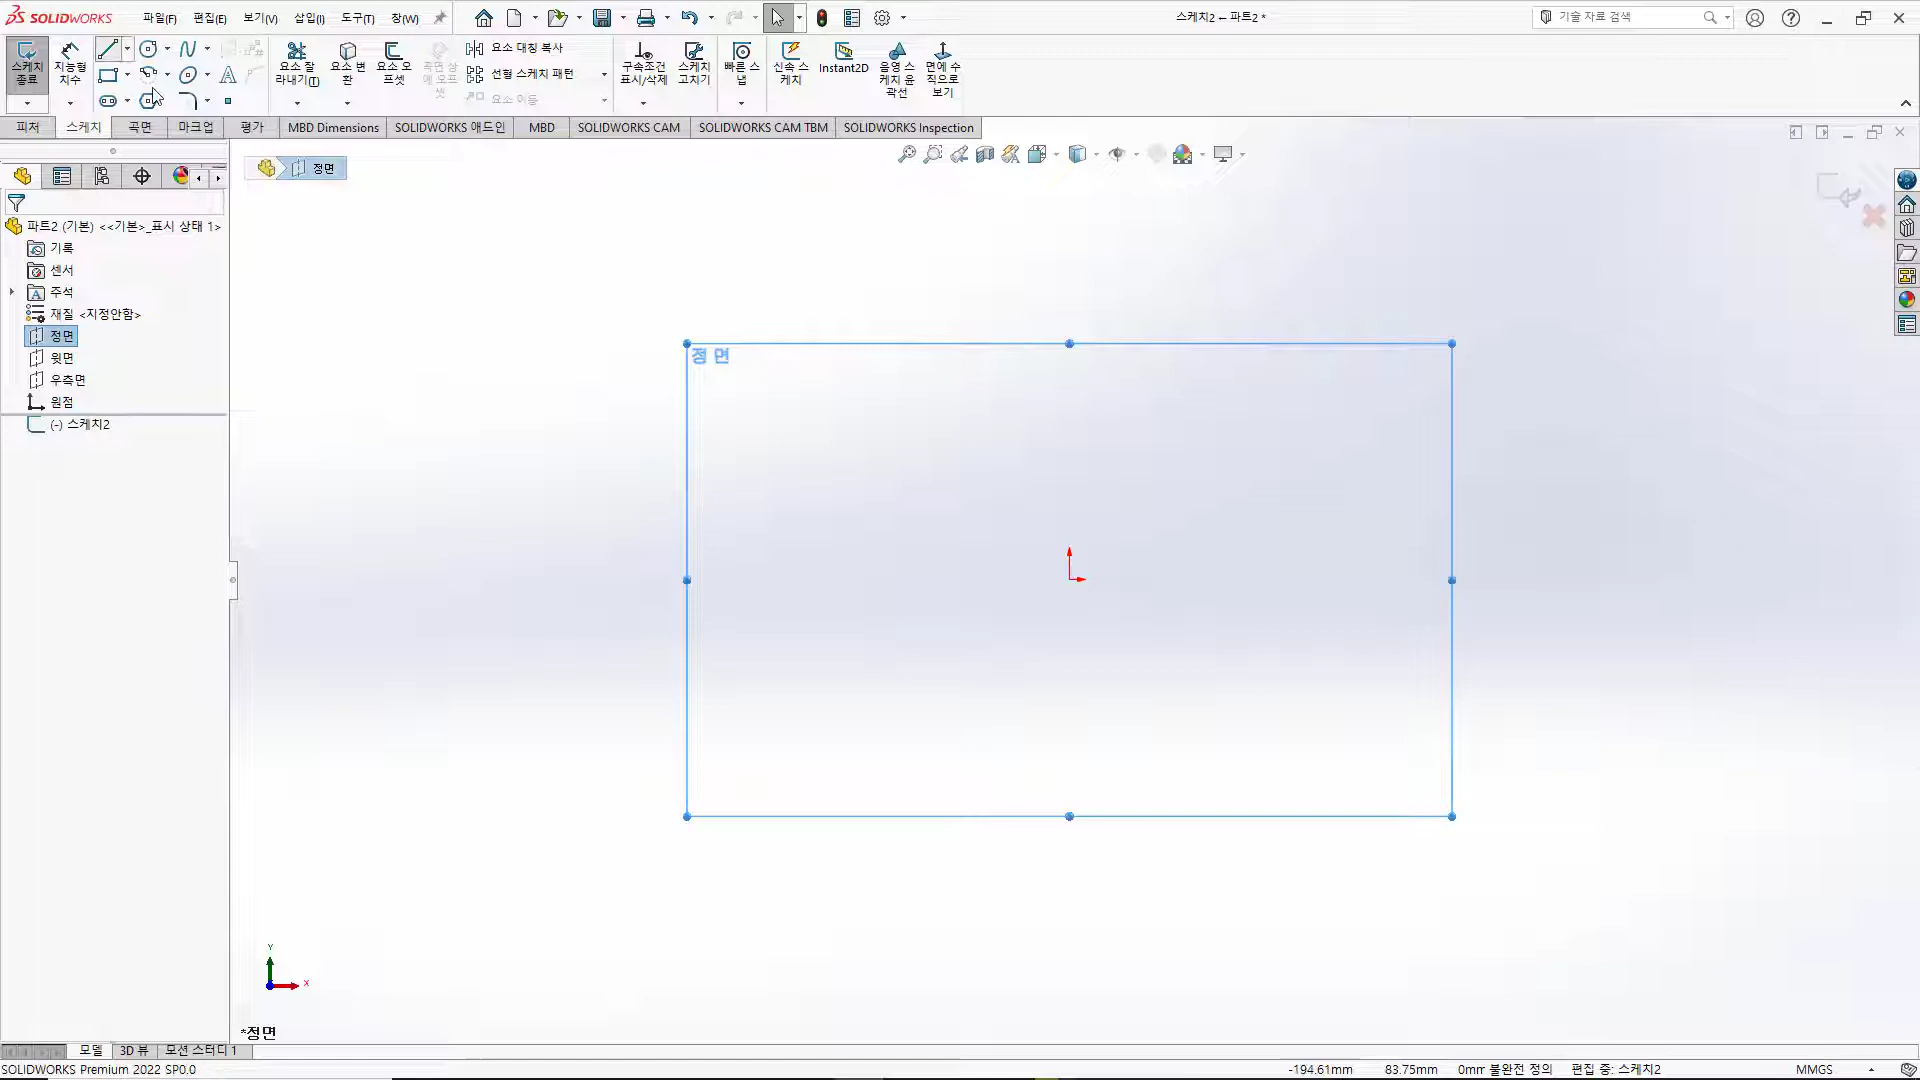 SOLIDWORKS 파일(F) 편집(E) 보기(V) 삽입(I) 도구(T) 창(W) 스케치2 ← 파트2 * 기술 자료 검색
스케치 종료 지능형 치수 요소 잘라내기(T) 요소 변환 요소 오프셋 곡면 상에 오프셋 요소 대칭 복사 구속조건 표시/삭제 스케치 고치기 빠른 스냅 신속 스케치 Instant2D 음영 스케치 윤곽선 면에 수직으로 보기
선형 스케치 패턴
요소 이동
피처 스케치 곡면 마크업 평가 MBD Dimensions SOLIDWORKS 애드인 MBD SOLIDWORKS CAM SOLIDWORKS CAM TBM SOLIDWORKS Inspection
정면
파트2 (기본) <<기본>_표시 상태 1>
기록
센서
주석
재질 <지정안함>
정면
윗면
우측면
원점
(-) 스케치2
정면
Y
X
*정면
모델 3D 뷰 모션 스터디 1
SOLIDWORKS Premium 2022 SP0.0 -194.61mm 83.75mm 0mm 불완전 정의 편집 중: 스케치2 MMGS